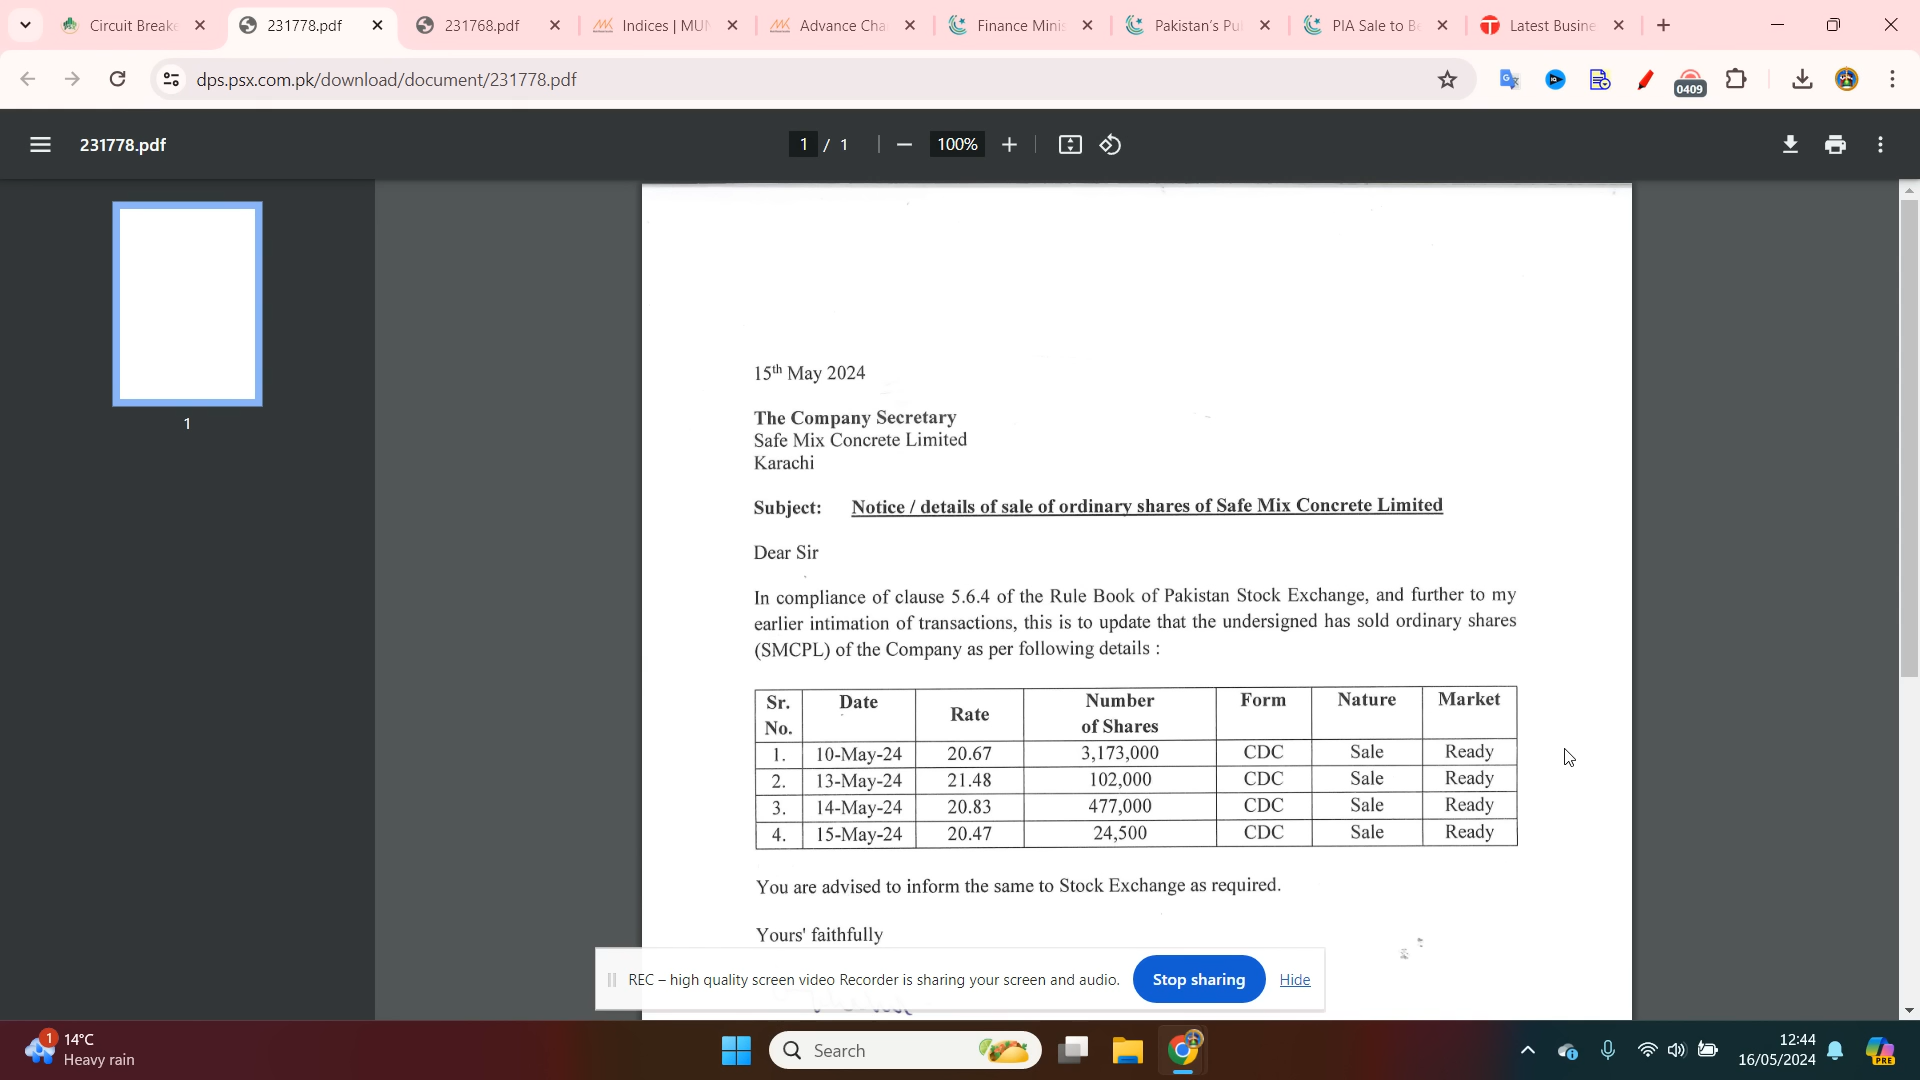 Circuit Breake
231778.pdf
231768.pdf
Indices | MUN
Advance Cha
Finance Minis
Pakistan's Pu
PIA Sale to Be
Latest Busine
dps.psx.com.pk/download/document/231778.pdf
0409
231778.pdf
1 / 1
100%
1
15th May 2024
The Company Secretary
Safe Mix Concrete Limited
Karachi
Subject: Notice / details of sale of ordinary shares of Safe Mix Concrete Limited
Dear Sir
In compliance of clause 5.6.4 of the Rule Book of Pakistan Stock Exchange, and further to my
earlier intimation of transactions, this is to update that the undersigned has sold ordinary shares
(SMCPL) of the Company as per following details :
Sr. No. Date Rate Number of Shares Form Nature Market
1. 10-May-24 20.67 3,173,000 CDC Sale Ready
2. 13-May-24 21.48 102,000 CDC Sale Ready
3. 14-May-24 20.83 477,000 CDC Sale Ready
4. 15-May-24 20.47 24,500 CDC Sale Ready
You are advised to inform the same to Stock Exchange as required.
Yours' faithfully
REC – high quality screen video Recorder is sharing your screen and audio. Stop sharing Hide
1
14°C
Heavy rain
Search
12:44
16/05/2024
PRE